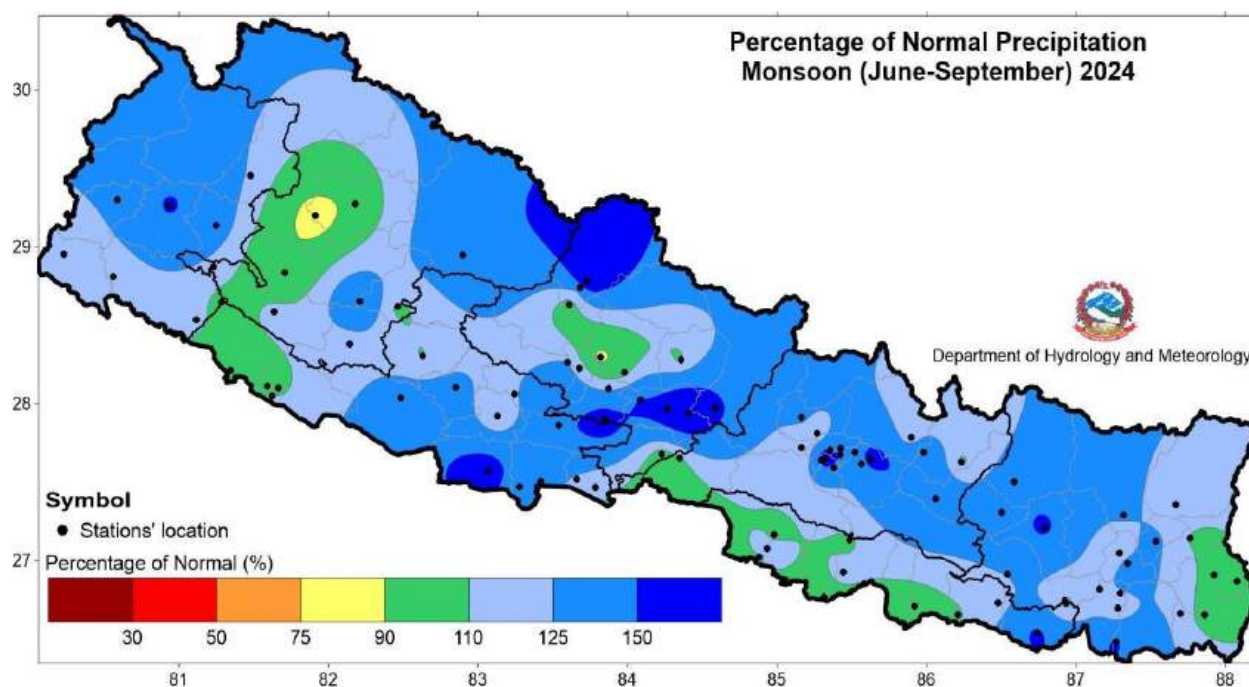 Percentage of Normal Precipitation
Monsoon (June-September) 2024
30
29
28
27
Department of Hydrology and Meteorology
Symbol
Stations' location
Percentage of Normal (%)
30 50 75 90 110 125 150
81 82 83 84 85 86 87 88